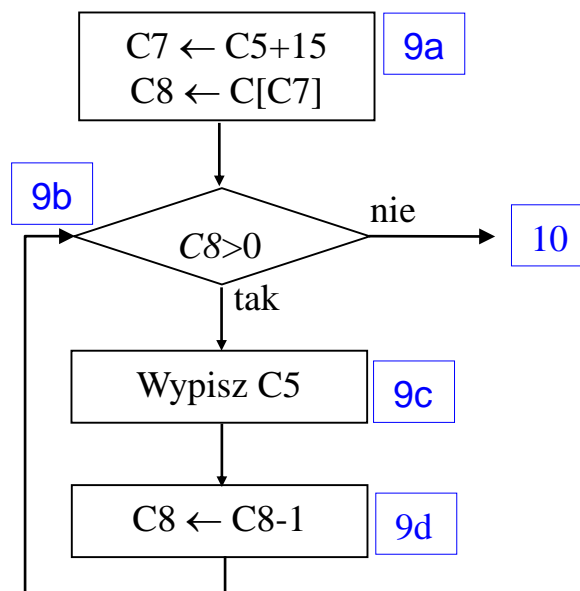 C7 ← C5+15
C8 ← C[C7]
9a
9b
C8>0
nie
10
tak
Wypisz C5
9c
C8 ← C8-1
9d